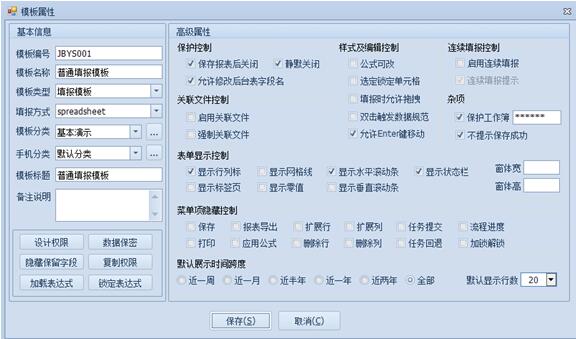 模板属性
基本信息
模板编号 JBYS001
模板名称 普通填报模板
模板类型 填报模板
填报方式 spreadsheet
模板分类 基本演示 ...
手机分类 默认分类 ...
模板标题 普通填报模板
备注说明
设计权限 数据保密
隐藏保留字段 复制权限
加载表达式 锁定表达式
高级属性
保护控制
保存报表后关闭 静默关闭
允许修改后台表字段名
关联文件控制
启用关联文件
强制关联文件
样式及编辑控制
公式可改
选定锁定单元格
填报时允许拖拽
双击触发数据规范
允许Enter键移动
连续填报控制
启用连续填报
连续填报提示
杂项
保护工作簿 ******
不提示保存成功
表单显示控制
显示行列标 显示网格线 显示水平滚动条 显示状态栏 窗体宽
显示标签页 显示零值 显示垂直滚动条 窗体高
菜单项隐藏控制
保存 报表导出 扩展行 扩展列 任务提交 流程进度
打印 应用公式 删除行 删除列 任务回退 加锁解锁
默认展示时间跨度
近一周 近一月 近半年 近一年 近两年 全部 默认显示行数 20
保存(S) 取消(C)